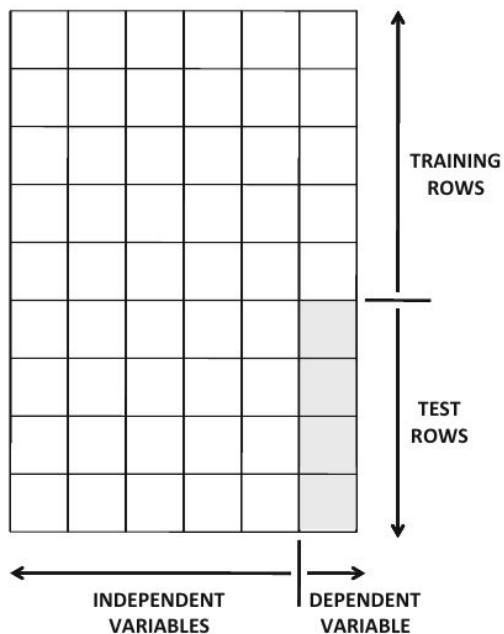 TRAINING
ROWS
TEST
ROWS
INDEPENDENT
VARIABLES
DEPENDENT
VARIABLE